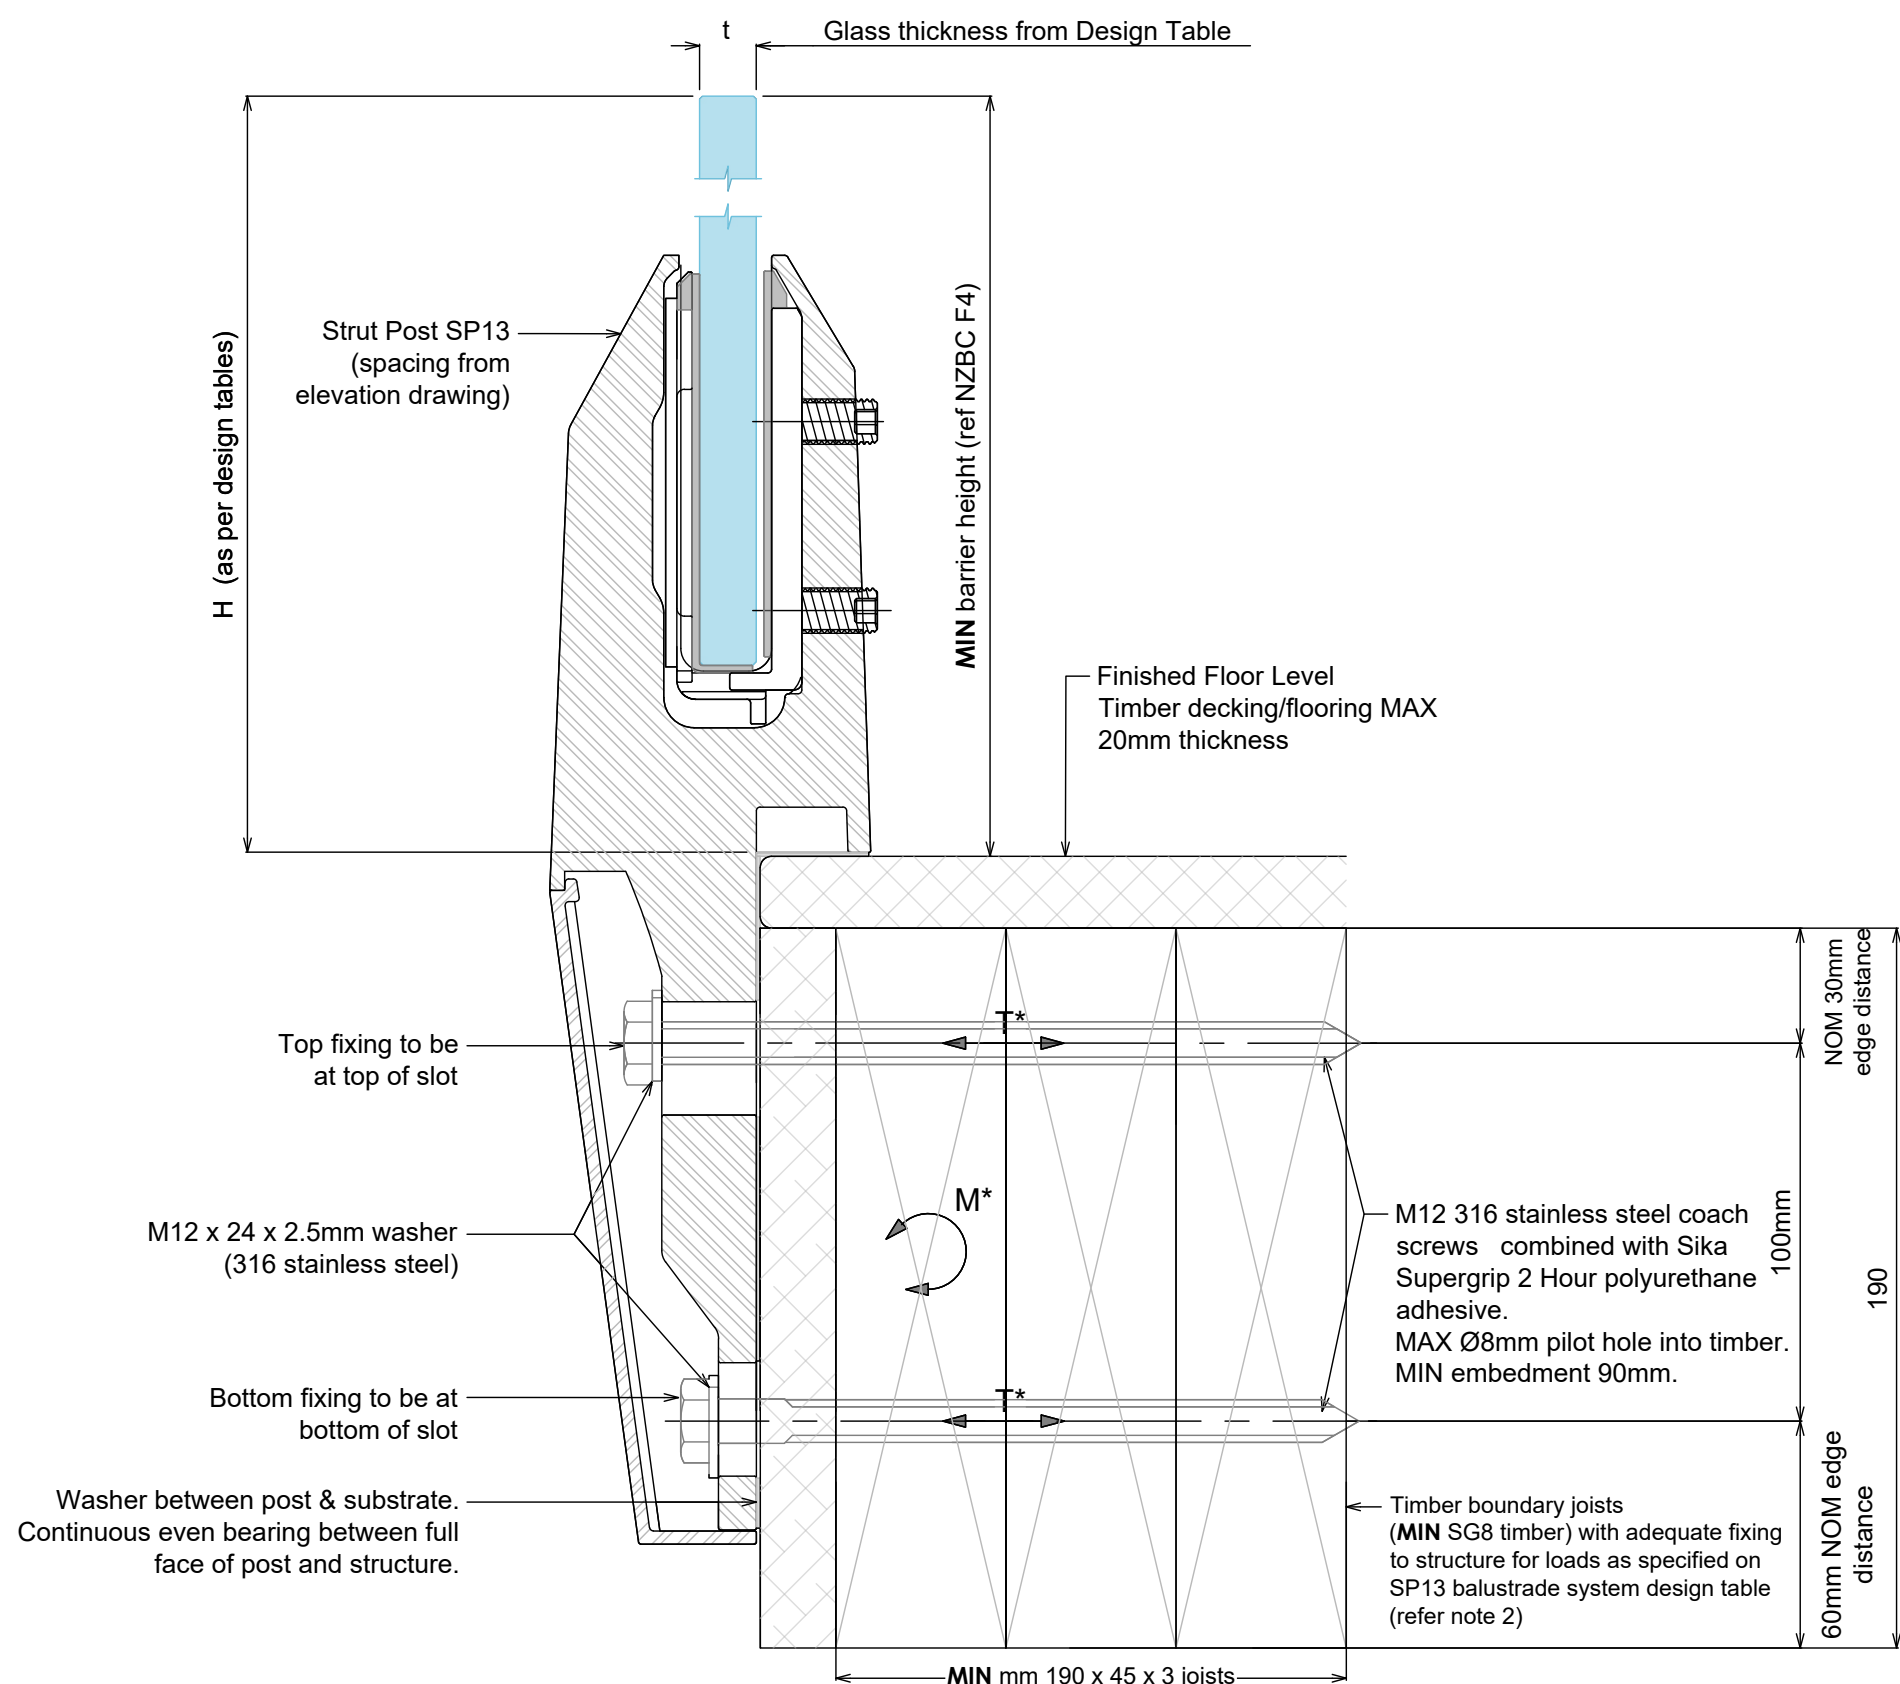 t
Glass thickness from Design Table
H (as per design tables)
Strut Post SP13
(spacing from
elevation drawing)
MIN barrier height (ref NZBC F4)
Finished Floor Level
Timber decking/flooring MAX
20mm thickness
NOM 30mm
edge distance
T*
Top fixing to be
at top of slot
M*
M12 x 24 x 2.5mm washer
(316 stainless steel)
M12 316 stainless steel coach
screws combined with Sika
Supergrip 2 Hour polyurethane
adhesive.
MAX Ø8mm pilot hole into timber.
MIN embedment 90mm.
100mm
190
T*
Bottom fixing to be at
bottom of slot
Washer between post & substrate.
Continuous even bearing between full
face of post and structure.
Timber boundary joists
(MIN SG8 timber) with adequate fixing
to structure for loads as specified on
SP13 balustrade system design table
(refer note 2)
60mm NOM edge
distance
MIN mm 190 x 45 x 3 joists